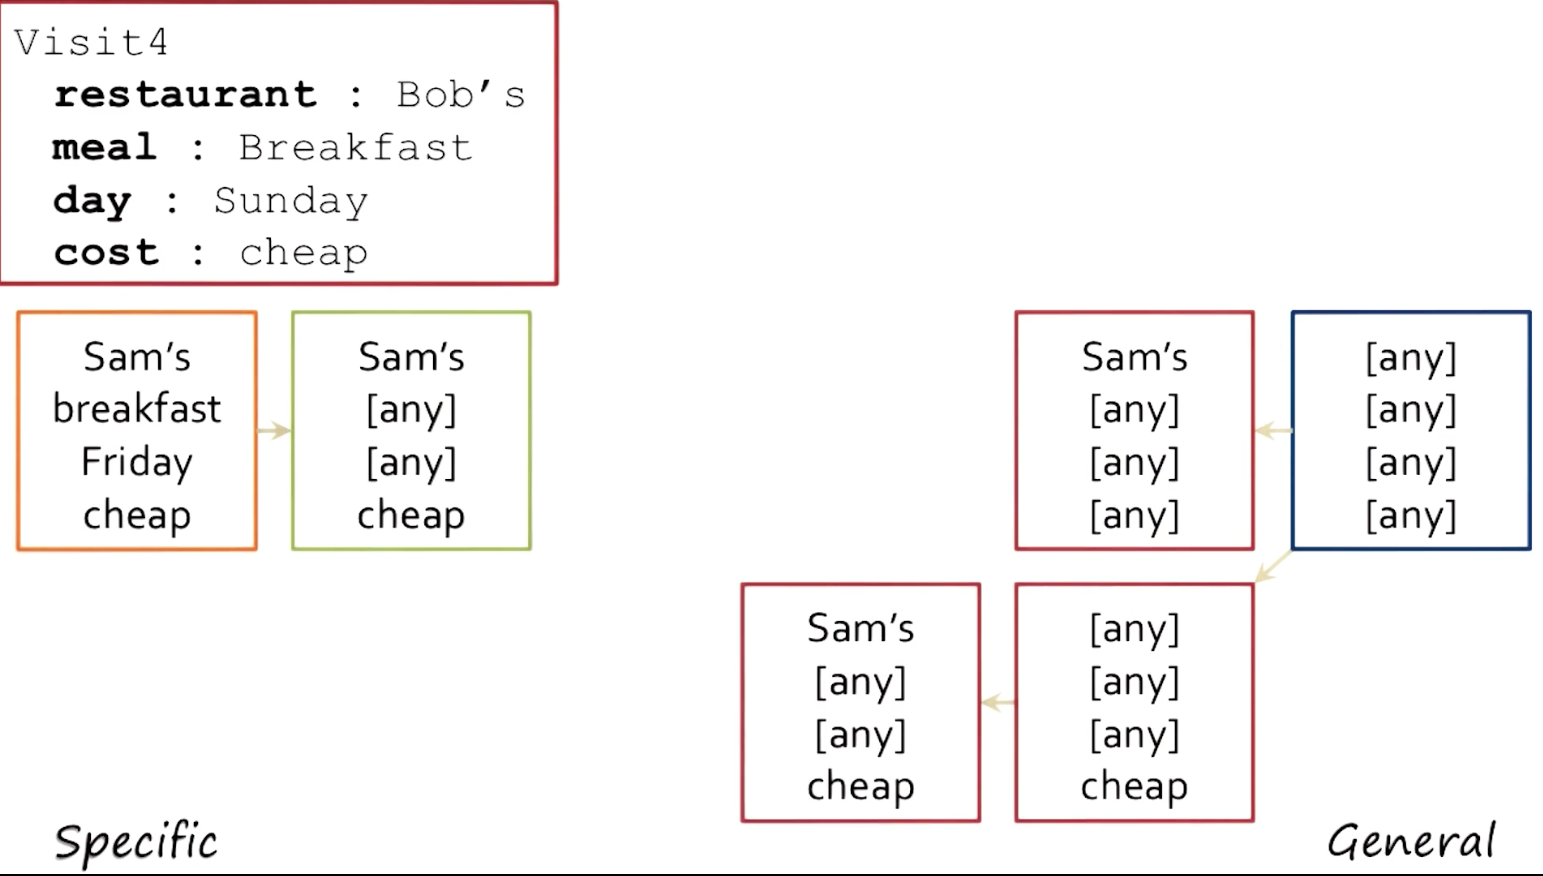 Visit4
restaurant : Bob's
meal : Breakfast
day : Sunday
cost : cheap
Sam's
breakfast
Friday
cheap
Sam's
[any]
[any]
cheap
Sam's
[any]
[any]
[any]
[any]
[any]
[any]
[any]
Sam's
[any]
[any]
cheap
[any]
[any]
[any]
cheap
Specific
General